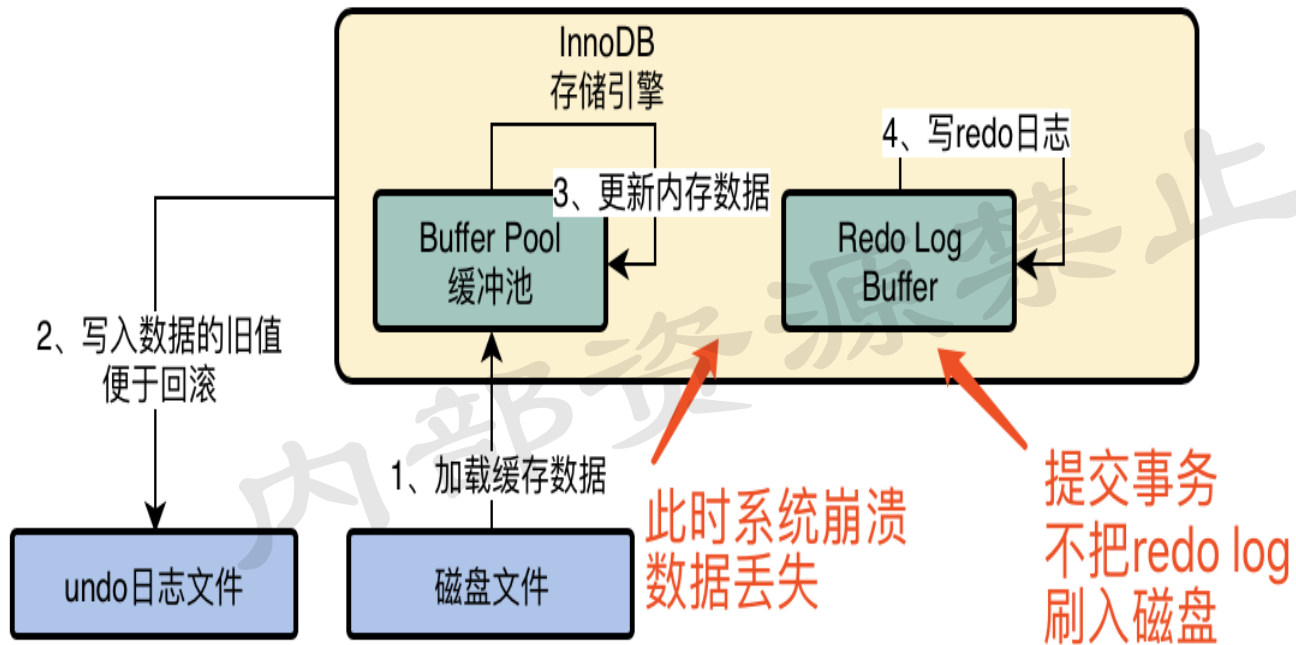 InnoDB
存储引擎
4、写redo日志
3、更新内存数据
Buffer Pool
缓冲池
Redo Log
Buffer
2、写入数据的旧值
便于回滚
1、加载缓存数据
undo日志文件
磁盘文件
此时系统崩溃
数据丢失
提交事务
不把redo log
刷入磁盘
内部资源禁止